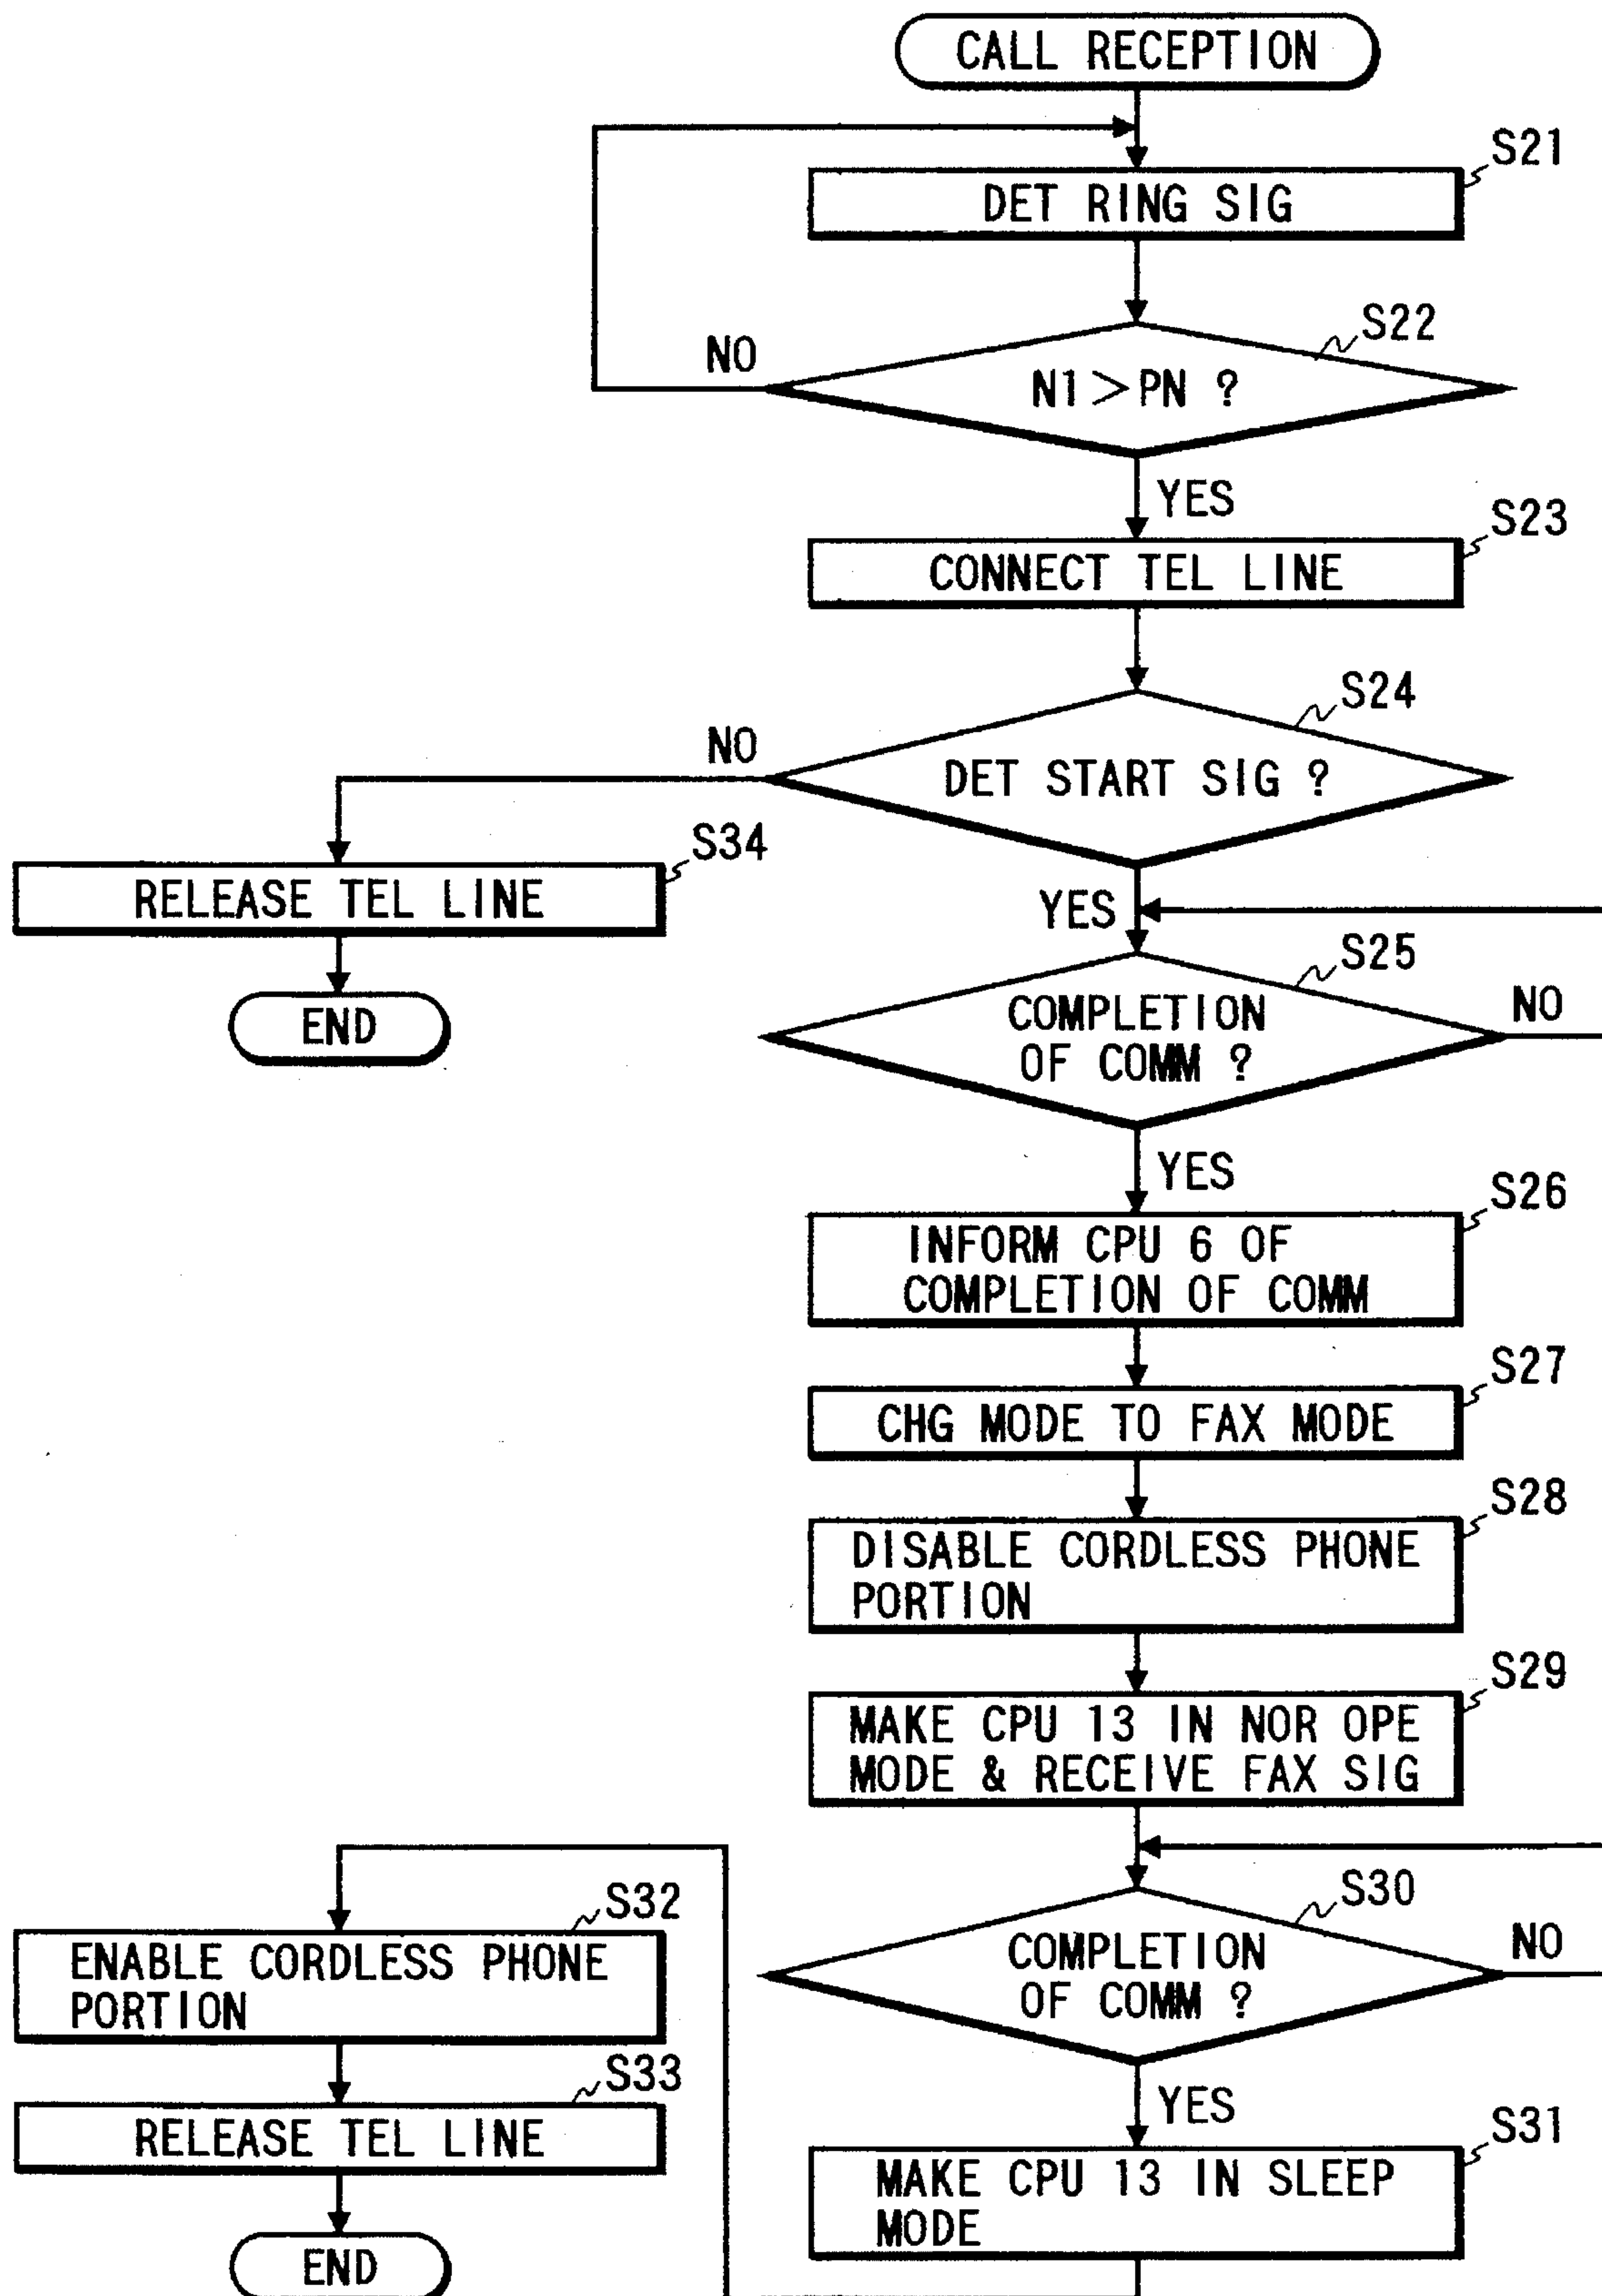 CALL RECEPTION
S21
DET RING SIG
S22
NO
N1>PN ?
YES
S23
CONNECT TEL LINE
S24
NO
DET START SIG ?
S34
RELEASE TEL LINE
YES
S25
END
COMPLETION
OF COMM ?
NO
YES
S26
INFORM CPU 6 OF
COMPLETION OF COMM
S27
CHG MODE TO FAX MODE
S28
DISABLE CORDLESS PHONE
PORTION
S29
MAKE CPU 13 IN NOR OPE
MODE & RECEIVE FAX SIG
S30
COMPLETION
OF COMM ?
NO
YES
S31
MAKE CPU 13 IN SLEEP
MODE
S32
ENABLE CORDLESS PHONE
PORTION
S33
RELEASE TEL LINE
END